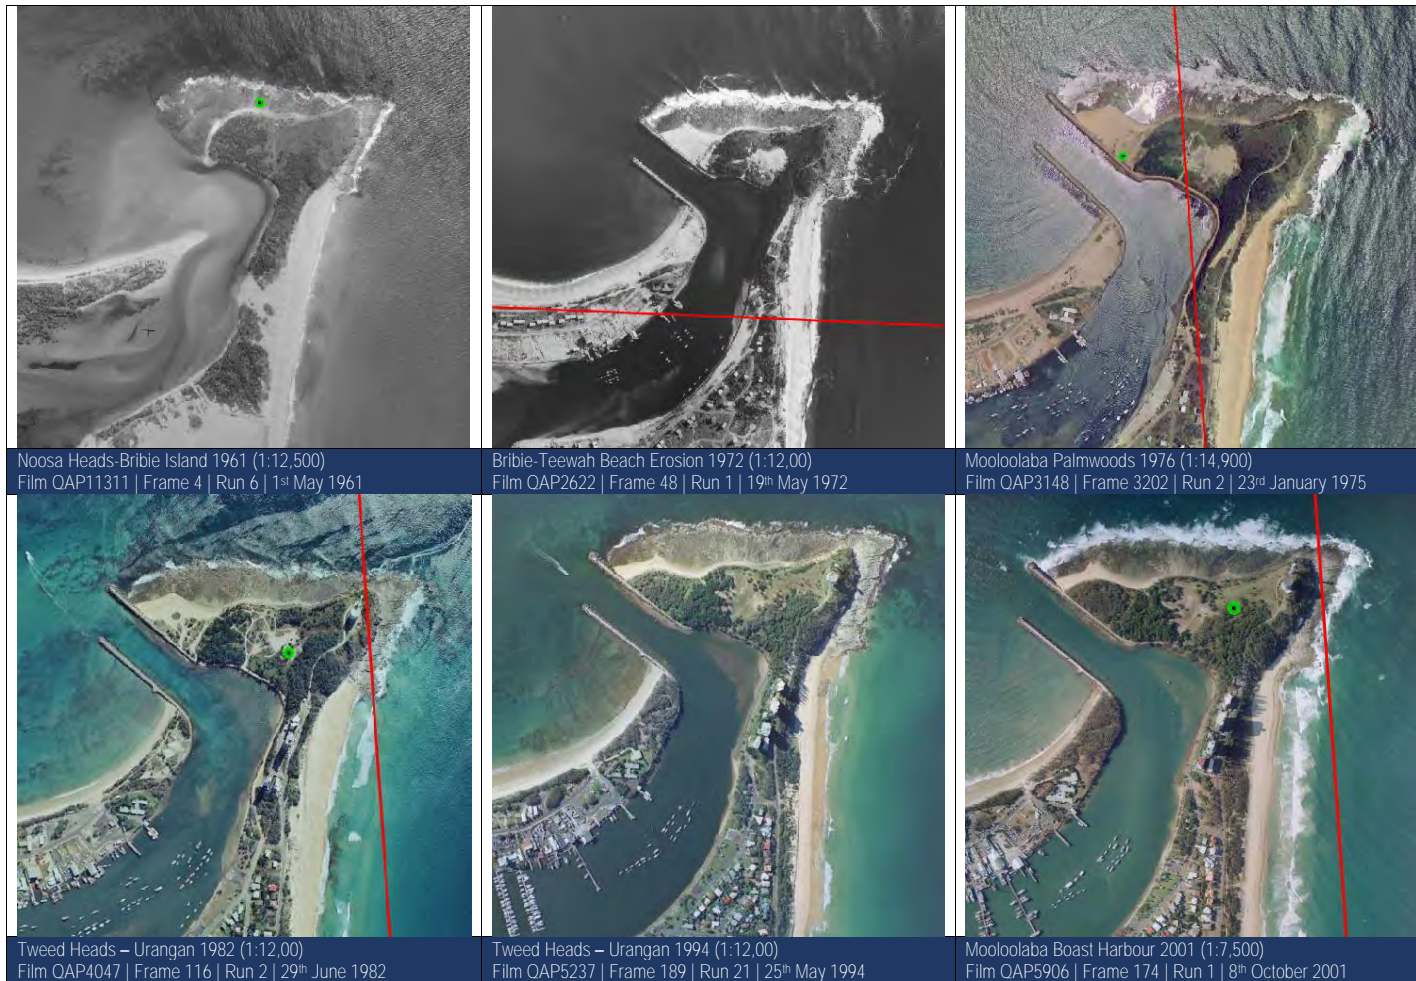 Noosa Heads-Bribie Island 1961 (1:12,500)
Film QAP11311 | Frame 4 | Run 6 | 1st May 1961
Bribie-Teewah Beach Erosion 1972 (1:12,00)
Film QAP2622 | Frame 48 | Run 1 | 19th May 1972
Mooloolaba Palmwoods 1976 (1:14,900)
Film QAP3148 | Frame 3202 | Run 2 | 23rd January 1975
Tweed Heads – Urangan 1982 (1:12,00)
Film QAP4047 | Frame 116 | Run 2 | 29th June 1982
Tweed Heads – Urangan 1994 (1:12,00)
Film QAP5237 | Frame 189 | Run 21 | 25th May 1994
Mooloolaba Boast Harbour 2001 (1:7,500)
Film QAP5906 | Frame 174 | Run 1 | 8th October 2001